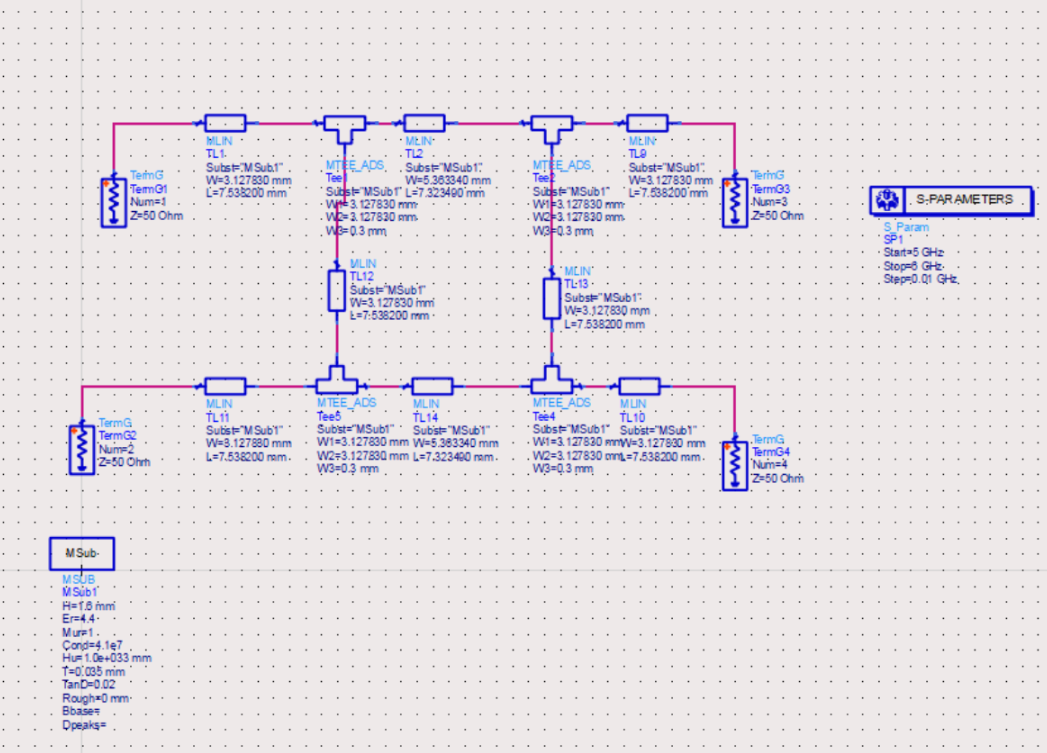 MLIN
TL1
Subst="MSub1"
W=3.127830 mm
L=7.538200 mm
MTEE_ADS
Tee1
Subst="MSub1"
W1=3.127830 mm
W2=3.127830 mm
W3=0.3 mm
MLIN
TL2
Subst="MSub1"
W=5.363340 mm
L=7.323490 mm
MTEE_ADS
Tee2
Subst="MSub1"
W1=3.127830 mm
W2=3.127830 mm
W3=0.3 mm
MLIN
TL9
Subst="MSub1"
W=3.127830 mm
L=7.538200 mm
TermG
TermG1
Num=1
Z=50 Ohm
TermG
TermG3
Num=3
Z=50 Ohm
S-PARAMETERS
S_Param
SP1
Start=5 GHz
Stop=6 GHz
Step=0.01 GHz
MLIN
TL12
Subst="MSub1"
W=3.127830 mm
L=7.538200 mm
MLIN
TL13
Subst="MSub1"
W=3.127830 mm
L=7.538200 mm
TermG
TermG2
Num=2
Z=50 Ohm
MLIN
TL11
Subst="MSub1"
W=3.127830 mm
L=7.538200 mm
MTEE_ADS
Tee5
Subst="MSub1"
W1=3.127830 mm
W2=3.127830 mm
W3=0.3 mm
MLIN
TL14
Subst="MSub1"
W=5.363340 mm
L=7.323490 mm
MTEE_ADS
Tee4
Subst="MSub1"
W1=3.127830 mm
W2=3.127830 mm
W3=0.3 mm
MLIN
TL10
Subst="MSub1"
W=3.127830 mm
L=7.538200 mm
TermG
TermG4
Num=4
Z=50 Ohm
MSub
MSUB
MSub1
H=1.6 mm
Er=4.4
Mur=1
Cond=4.1e7
Hu=1.0e+033 mm
T=0.035 mm
TanD=0.02
Rough=0 mm
Bbase=
Dpeaks=